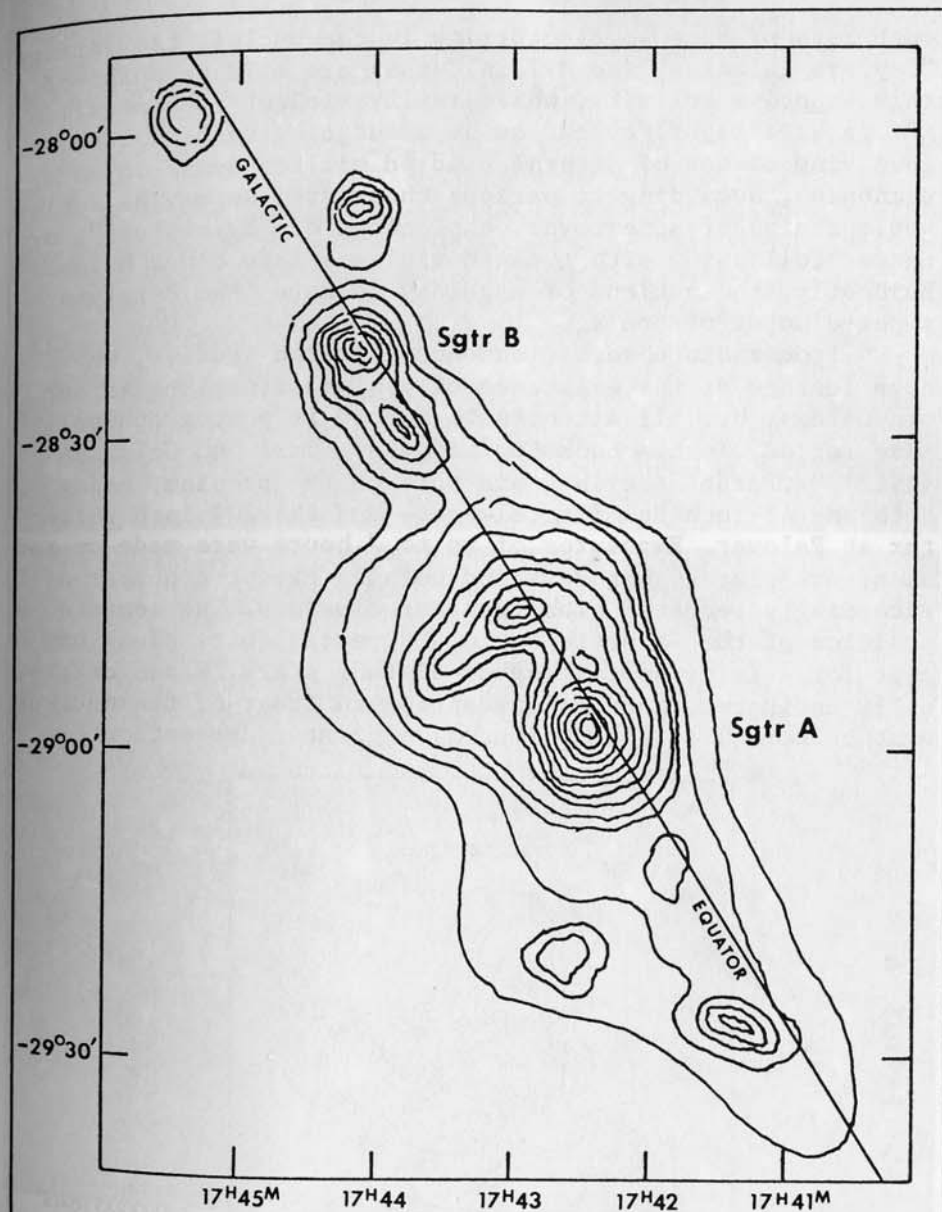 -28°00'
GALACTIC
Sgtr B
-28°30'
Sgtr A
-29°00'
EQUATOR
-29°30'
17H45M 17H44 17H43 17H42 17H41M